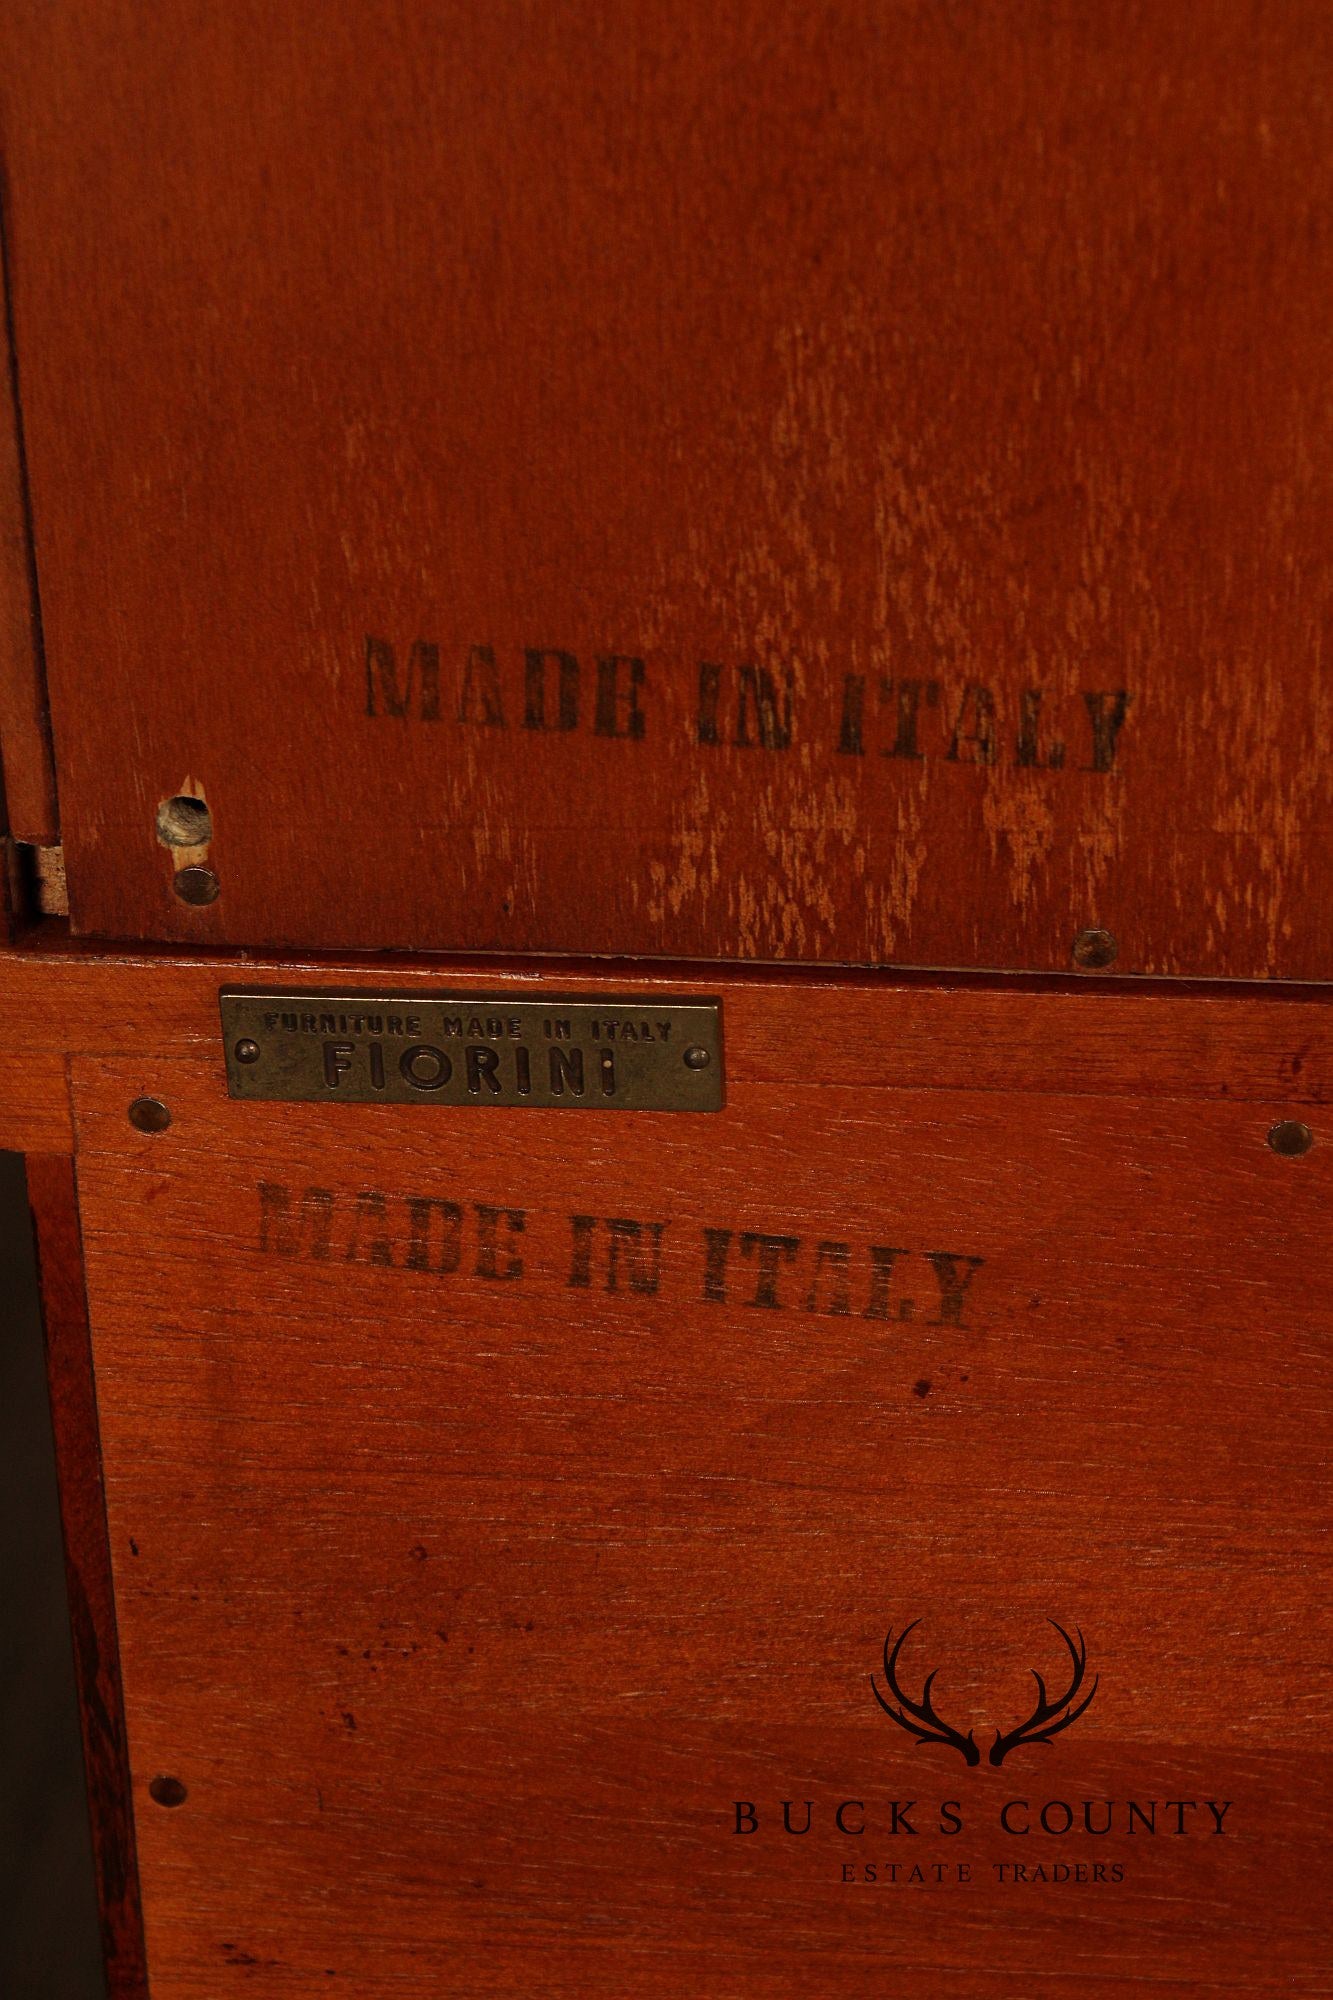 MADE IN ITALY
FURNITURE MADE IN ITALY
FIORINI
MADE IN ITALY
BUCKS COUNTY
ESTATE TRADERS